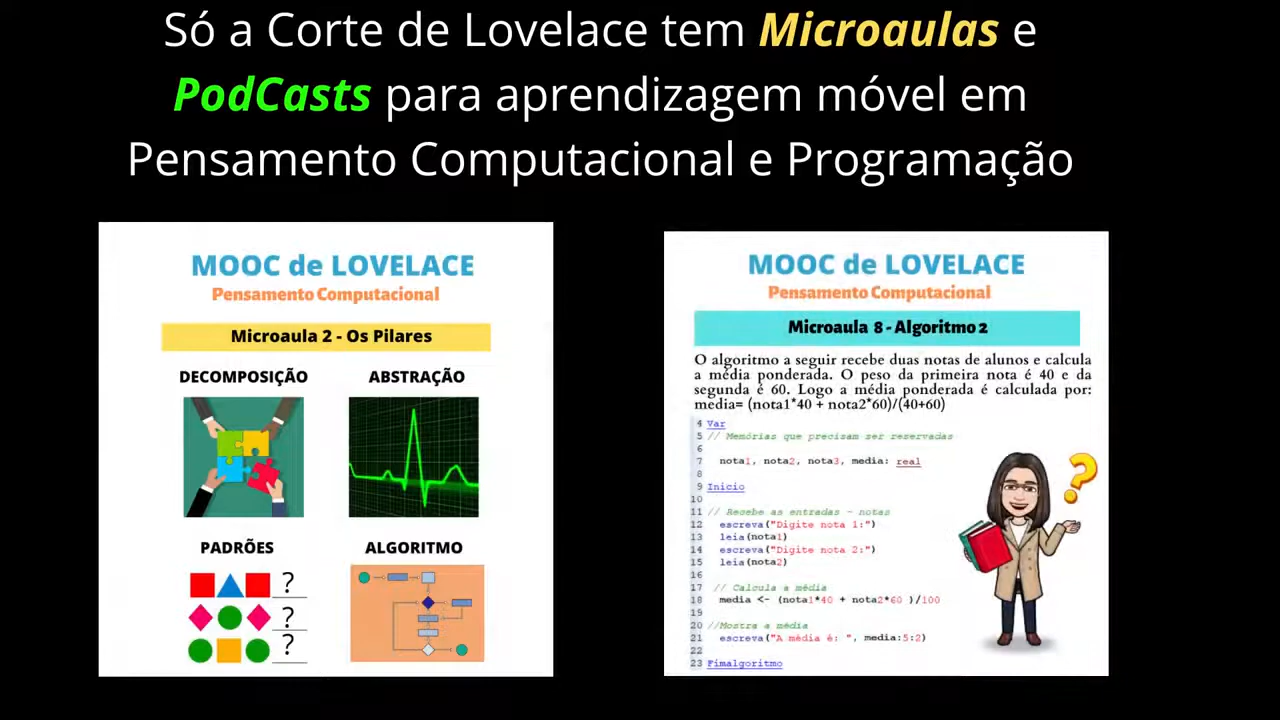 Só a Corte de Lovelace tem Microaulas e
PodCasts para aprendizagem móvel em
Pensamento Computacional e Programação
MOOC de LOVELACE
Pensamento Computacional
Microaula 2 - Os Pilares
DECOMPOSIÇÃO
ABSTRAÇÃO
PADRÕES
ALGORITMO
?
?
?
MOOC de LOVELACE
Pensamento Computacional
Microaula 8 - Algoritmo 2
O algoritmo a seguir recebe duas notas de alunos e calcula
a média ponderada. O peso da primeira nota é 40 e da
segunda é 60. Logo a média ponderada é calculada por:
media= (nota1*40 + nota2*60)/(40+60)
4 Var
5 // Memórias que precisam ser reservadas
6
7 nota1, nota2, nota3, media: real
8
9 Inicio
10
11 // Recebe as entradas - notas
12 escreva("Digite nota 1:")
13 leia(nota1)
14 escreva("Digite nota 2:")
15 leia(nota2)
16
17 // Calcula a média
18 media <- (nota1*40 + nota2*60 )/100
19
20 //Mostra a média
21 escreva("A média é: ", media:5:2)
22
23 Fimalgoritmo